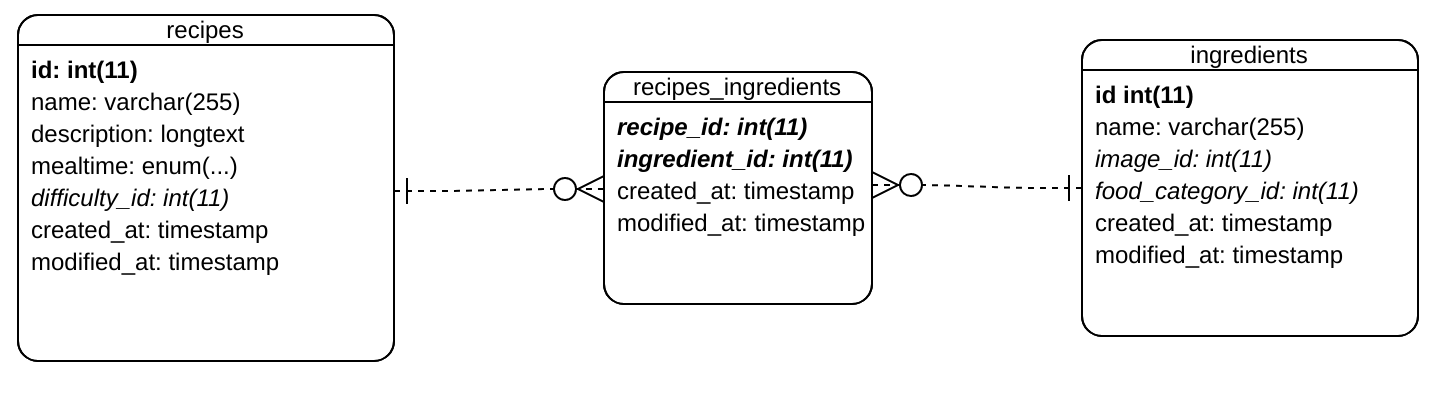 recipes
id: int(11)
name: varchar(255)
description: longtext
mealtime: enum(...)
difficulty_id: int(11)
created_at: timestamp
modified_at: timestamp
recipes_ingredients
recipe_id: int(11)
ingredient_id: int(11)
created_at: timestamp
modified_at: timestamp
ingredients
id int(11)
name: varchar(255)
image_id: int(11)
food_category_id: int(11)
created_at: timestamp
modified_at: timestamp